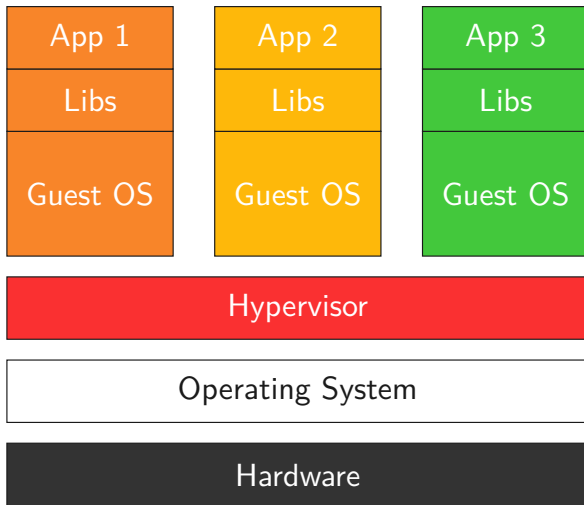 App 1
App 2
App 3
Libs
Libs
Libs
Guest OS
Guest OS
Guest OS
Hypervisor
Operating System
Hardware